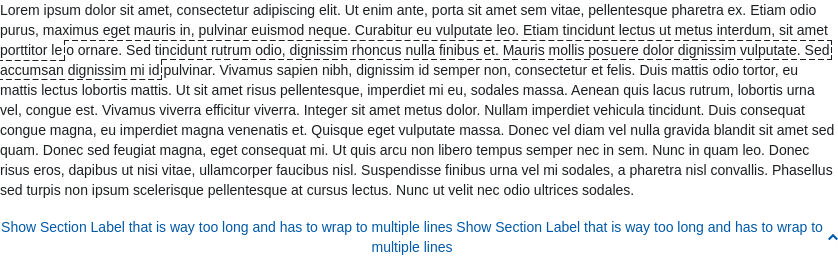 Lorem ipsum dolor sit amet, consectetur adipiscing elit. Ut enim ante, porta sit amet sem vitae, pellentesque pharetra ex. Etiam odio
purus, maximus eget mauris in, pulvinar euismod neque. Curabitur eu vulputate leo. Etiam tincidunt lectus ut metus interdum, sit amet
porttitor leo ornare. Sed tincidunt rutrum odio, dignissim rhoncus nulla finibus et. Mauris mollis posuere dolor dignissim vulputate. Sed
accumsan dignissim mi id pulvinar. Vivamus sapien nibh, dignissim id semper non, consectetur et felis. Duis mattis odio tortor, eu
mattis lectus lobortis mattis. Ut sit amet risus pellentesque, imperdiet mi eu, sodales massa. Aenean quis lacus rutrum, lobortis urna
vel, congue est. Vivamus viverra efficitur viverra. Integer sit amet metus dolor. Nullam imperdiet vehicula tincidunt. Duis consequat
congue magna, eu imperdiet magna venenatis et. Quisque eget vulputate massa. Donec vel diam vel nulla gravida blandit sit amet sed
quam. Donec sed feugiat magna, eget consequat mi. Ut quis arcu non libero tempus semper nec in sem. Nunc in quam leo. Donec
risus eros, dapibus ut nisi vitae, ullamcorper faucibus nisl. Suspendisse finibus urna vel mi sodales, a pharetra nisl convallis. Phasellus
sed turpis non ipsum scelerisque pellentesque at cursus lectus. Nunc ut velit nec odio ultrices sodales.
Show Section Label that is way too long and has to wrap to multiple lines Show Section Label that is way too long and has to wrap to
multiple lines